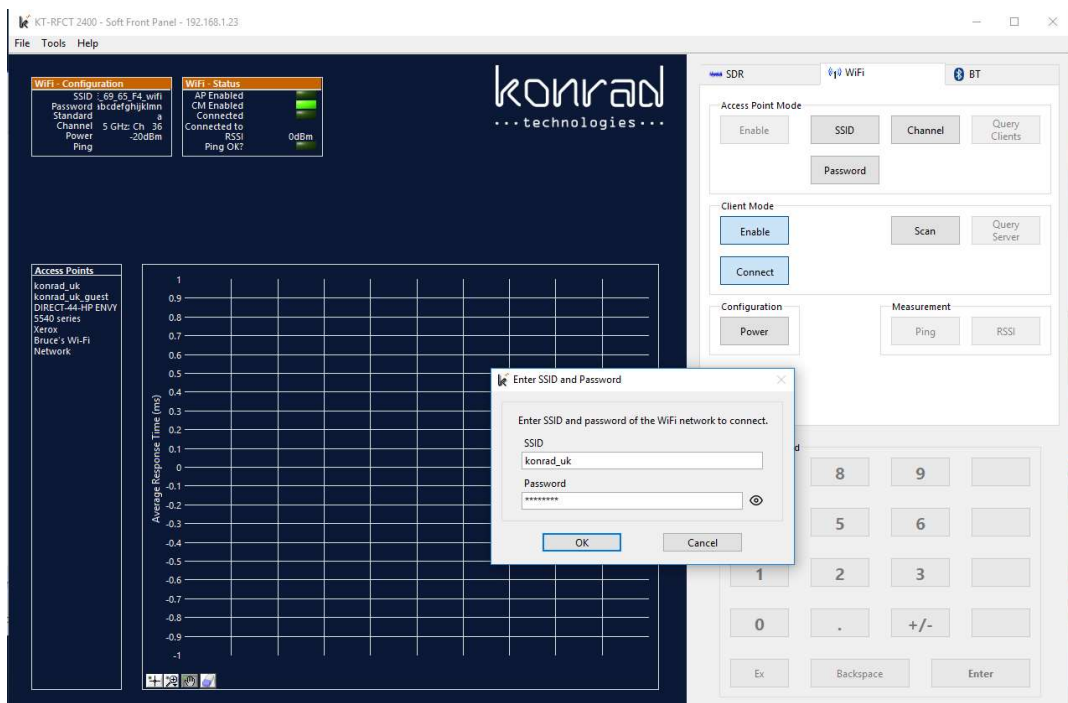 KT-RFCT 2400 - Soft Front Panel - 192.168.1.23
File Tools Help
WiFi - Configuration
SSID :_69_65_F4_wifi
Password ıbcdefghijklmn
Standard a
Channel 5 GHz: Ch 36
Power -20dBm
Ping
WiFi - Status
AP Enabled
CM Enabled
Connected
Connected to
RSSI 0dBm
Ping OK?
konrad
...technologies...
SDR WiFi BT
Access Point Mode
Enable SSID Channel Query Clients
Password
Client Mode
Enable Scan Query Server
Connect
Configuration
Power
Measurement
Ping RSSI
Access Points
konrad_uk
konrad_uk_guest
DIRECT-44-HP ENVY
5540 series
Xerox
Bruce's Wi-Fi
Network
Average Response Time (ms)
1
0.9
0.8
0.7
0.6
0.5
0.4
0.3
0.2
0.1
0
-0.1
-0.2
-0.3
-0.4
-0.5
-0.6
-0.7
-0.8
-0.9
-1
Enter SSID and Password
Enter SSID and password of the WiFi network to connect.
SSID
konrad_uk
Password
********
OK Cancel
8 9
5 6
1 2 3
0 . +/-
Ex Backspace Enter